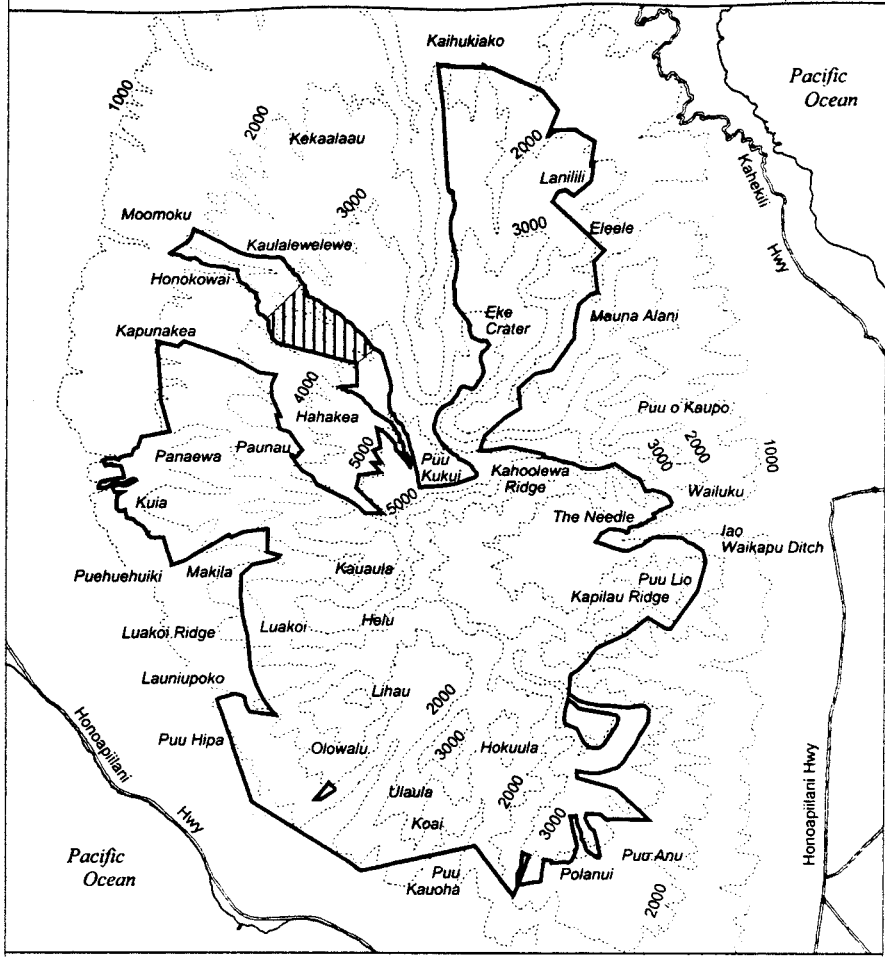 Kaihukiako
Pacific
Ocean
1000
2000
Kekaalaau
2000
Kahekili
Hwy
Lanilili
3000
Moomoku
3000
Eleele
Kaulalewelewe
Honokowai
Eke
Crater
Mauna Alani
Kapunakea
4000
Hahakea
Puu o Kaupo
3000
2000
1000
Panaewa
Paunau
5000
Puu
Kukui
Kahoolewa
Ridge
Wailuku
5000
Kuia
The Needle
Iao
Waikapu Ditch
Puehuehuiki
Makila
Kauaula
Puu Lio
Kapilau Ridge
Luakoi Ridge
Luakoi
Helu
Launiupoko
Lihau
2000
Honoapiilani
Hwy
Puu Hipa
Olowalu
3000
Hokuula
Honoapiilani Hwy
Ulaula
2000
Koai
3000
Pacific
Ocean
Puu
Kauoha
Polanui
Puu Anu
2000